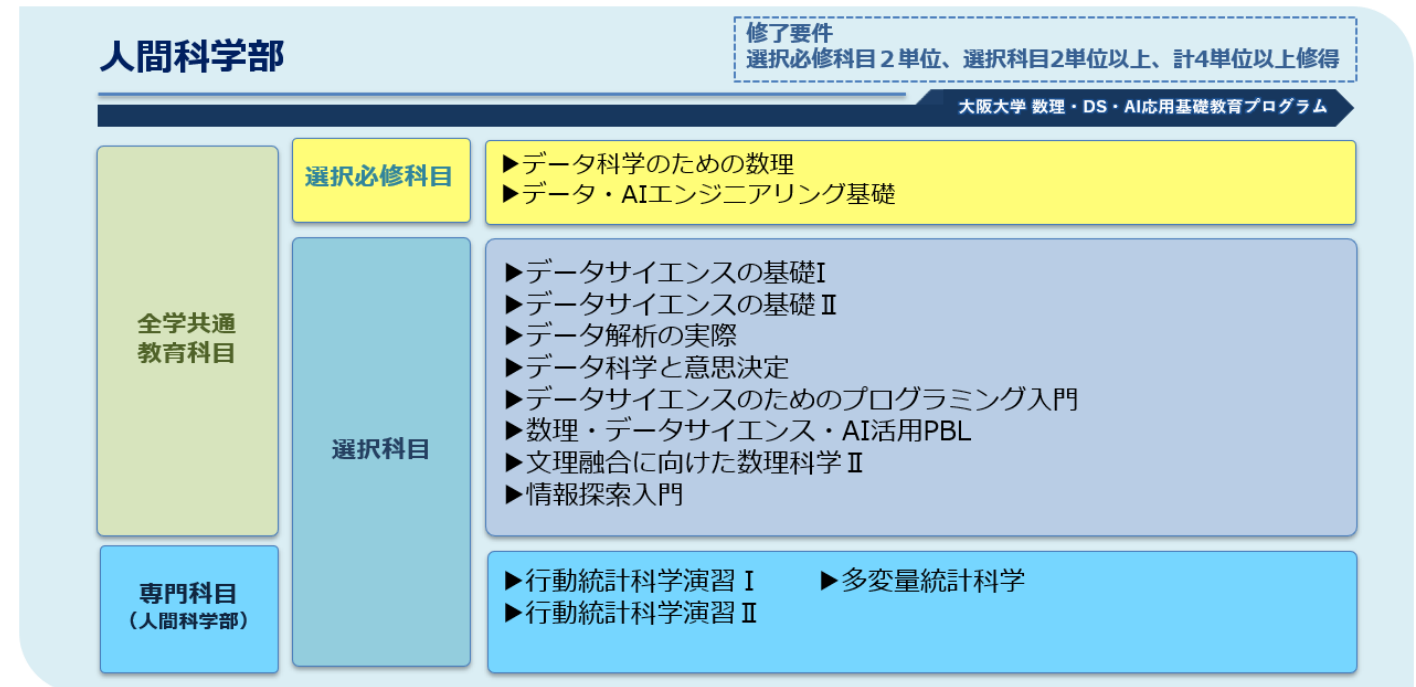 人間科学部
修了要件
選択必修科目２単位、選択科目2単位以上、計4単位以上修得
大阪大学 数理・DS・AI応用基礎教育プログラム
全学共通
教育科目
選択必修科目
▶データ科学のための数理
▶データ・AIエンジニアリング基礎
選択科目
▶データサイエンスの基礎I
▶データサイエンスの基礎Ⅱ
▶データ解析の実際
▶データ科学と意思決定
▶データサイエンスのためのプログラミング入門
▶数理・データサイエンス・AI活用PBL
▶文理融合に向けた数理科学Ⅱ
▶情報探索入門
専門科目
（人間科学部）
▶行動統計科学演習Ⅰ ▶多変量統計科学
▶行動統計科学演習Ⅱ